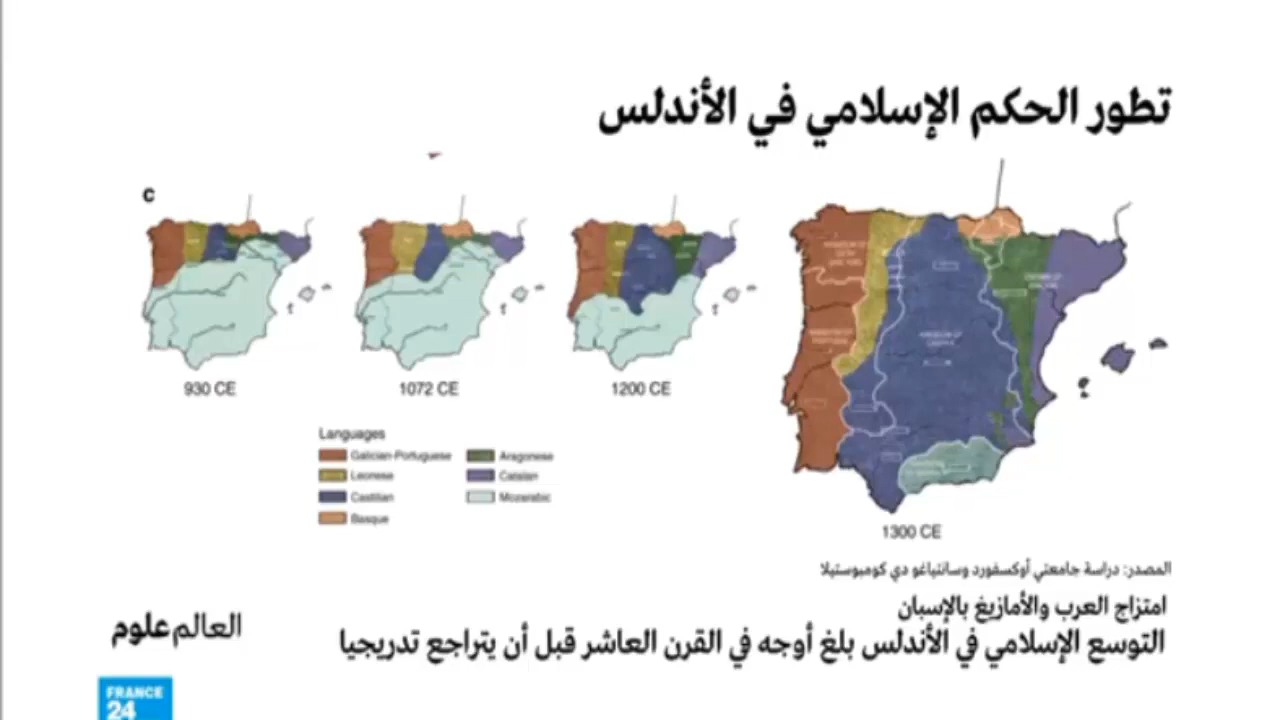 تطور الحكم الإسلامي في الأندلس
c
930 CE
1072 CE
1200 CE
1300 CE
Languages
Galician-Portuguese
Leonese
Castilian
Basque
Aragonese
Catalan
Mozarabic
المصدر: دراسة جامعتي أوكسفورد وسانتياغو دي كومبوستيلا
امتزاج العرب والأمازيغ بالإسبان
التوسع الإسلامي في الأندلس بلغ أوجه في القرن العاشر قبل أن يتراجع تدريجيا
العالم علوم
FRANCE
24